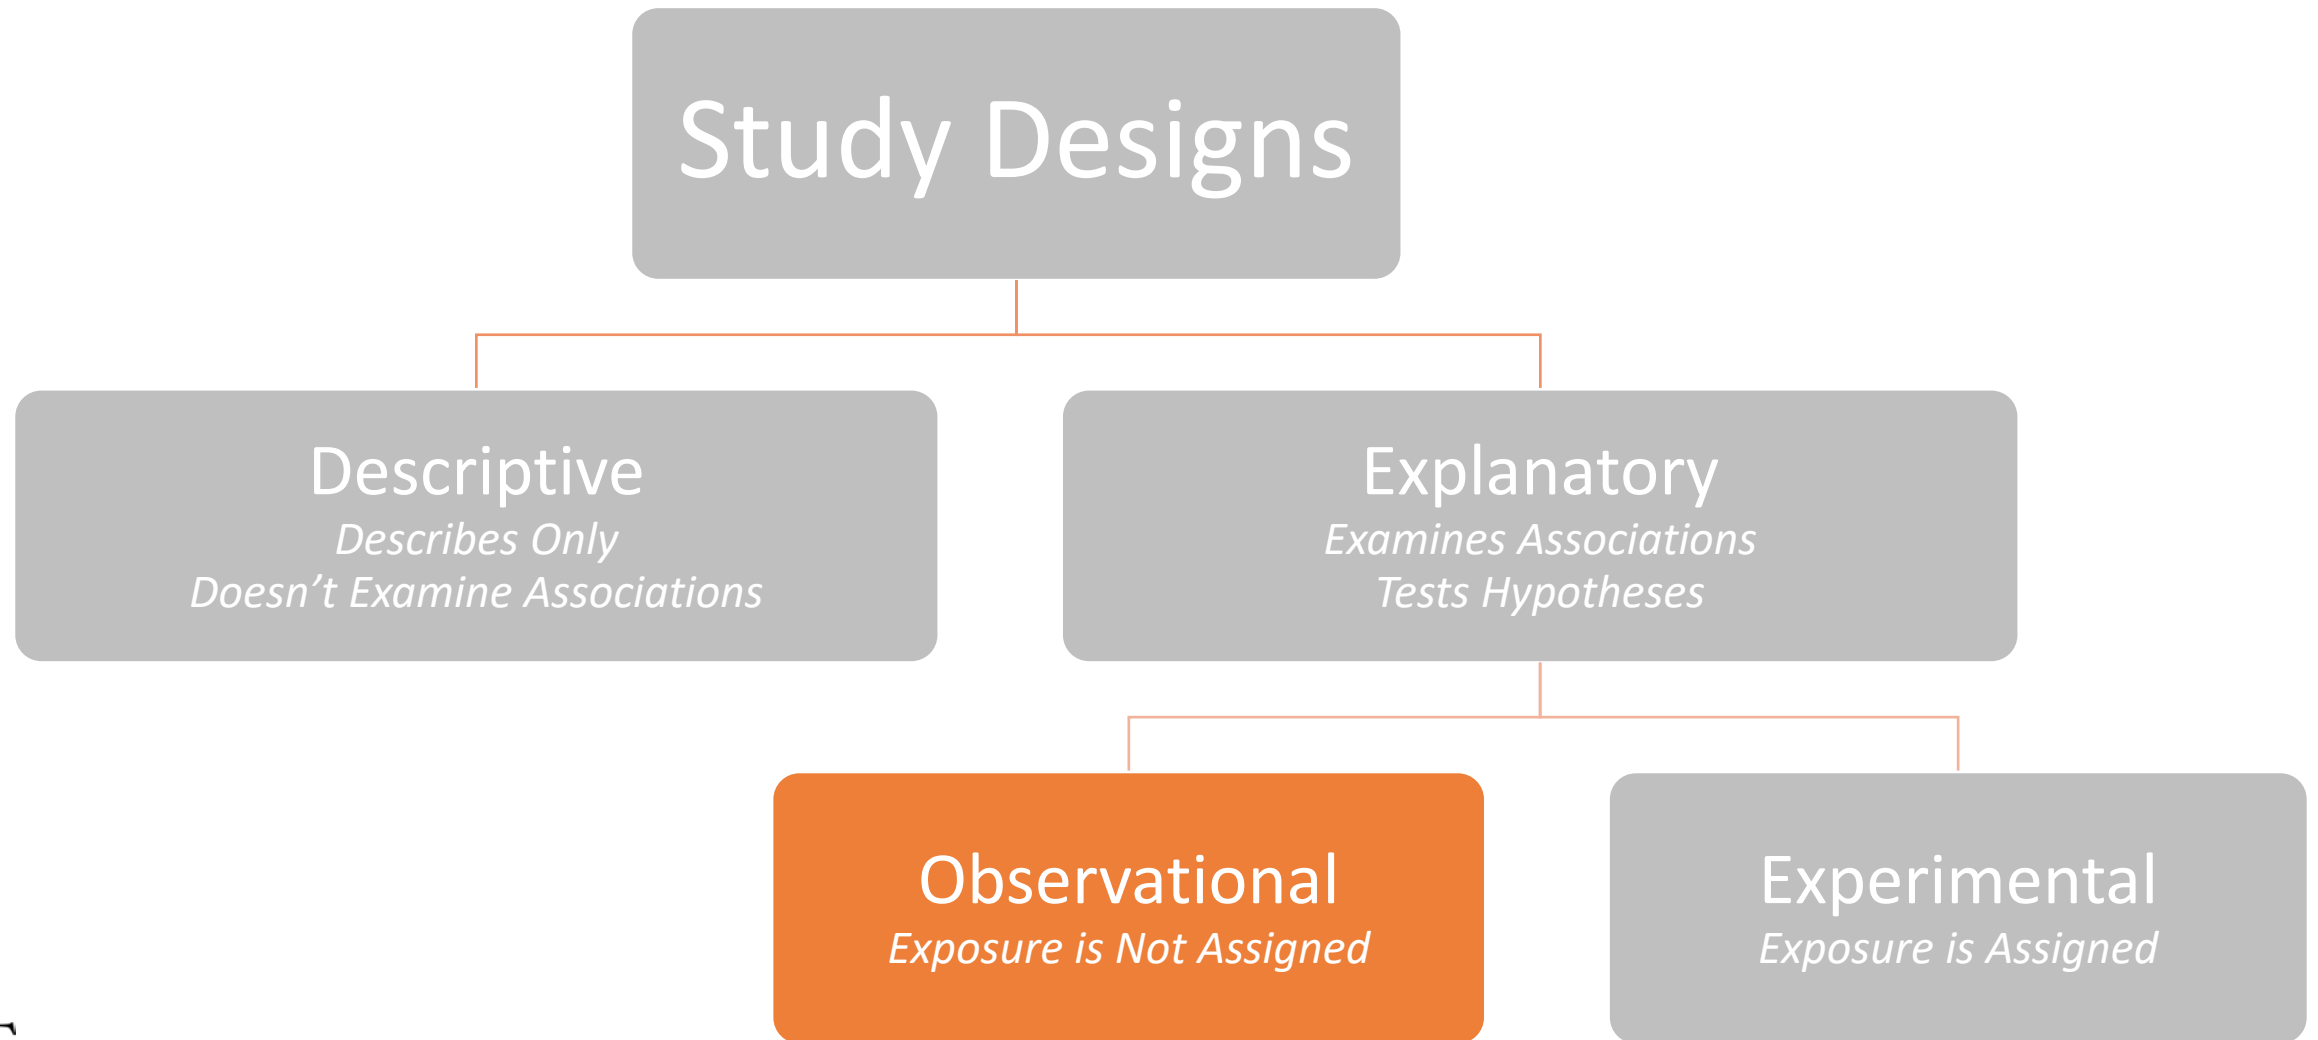 Study Designs
Descriptive
Describes Only
Doesn’t Examine Associations
Explanatory
Examines Associations
Tests Hypotheses
Observational
Exposure is Not Assigned
Experimental
Exposure is Assigned